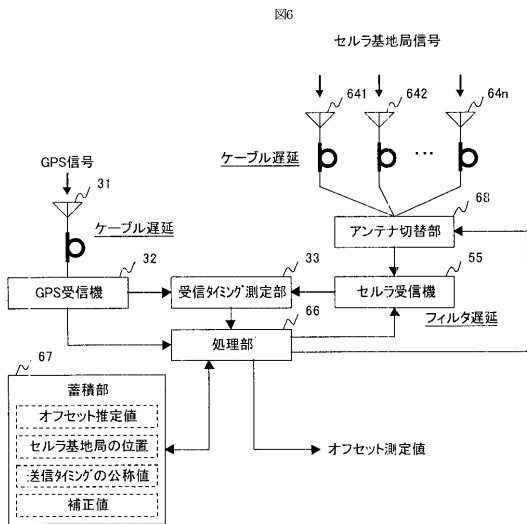 図6
セルラ基地局信号
641
642
64n
ケーブル遅延
…
GPS信号
31
ケーブル遅延
68
アンテナ切替部
32
33
55
GPS受信機
受信タイミング測定部
セルラ受信機
66
フィルタ遅延
処理部
67
蓄積部
オフセット推定値
セルラ基地局の位置
送信タイミングの公称値
補正値
オフセット測定値